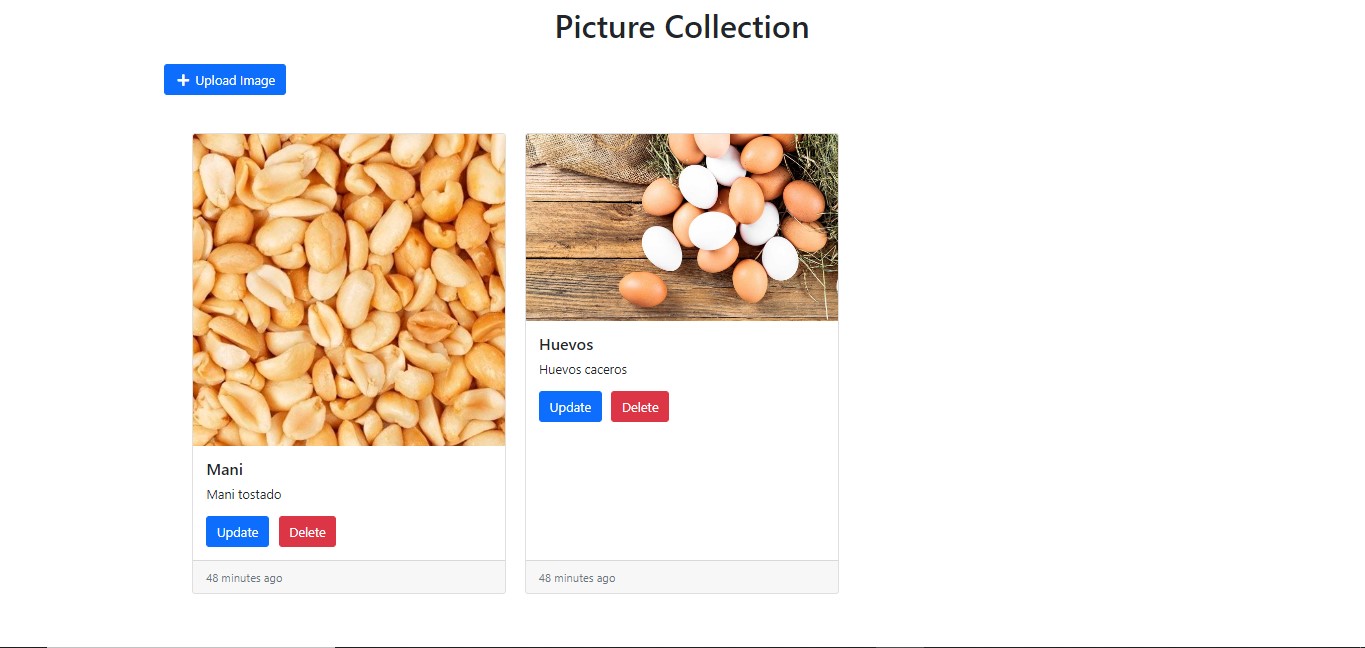 Picture Collection
Upload Image
Mani
Mani tostado
Update Delete
48 minutes ago
Huevos
Huevos caceros
Update Delete
48 minutes ago